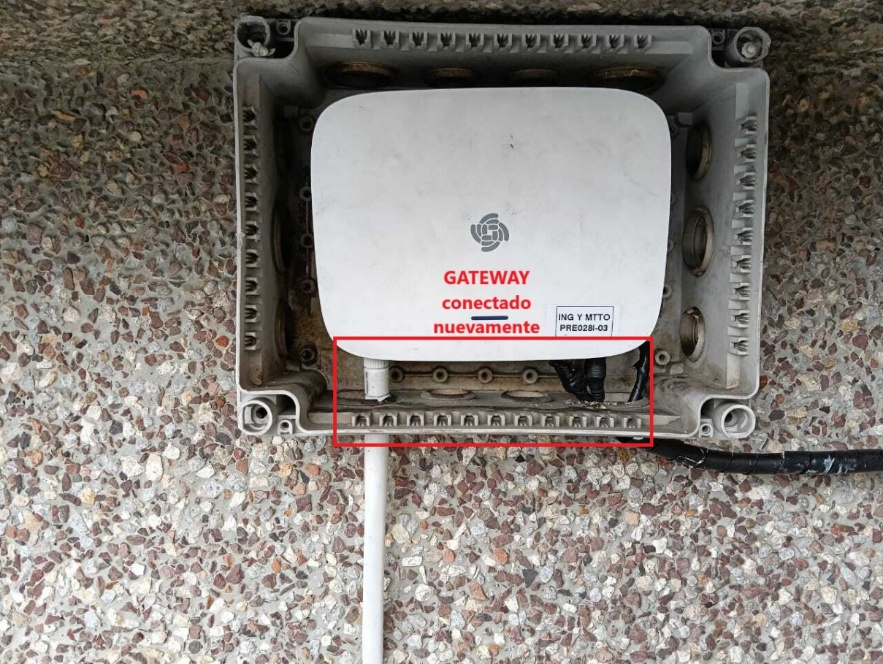 GATEWAY
conectado
nuevamente
ING Y MTTO
PRE028I-03